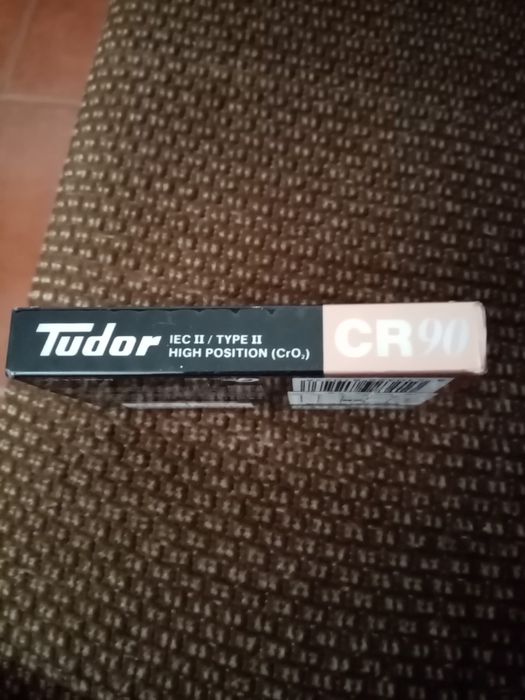 Tudor
IEC II / TYPE II
HIGH POSITION (CrO₂)
CR90